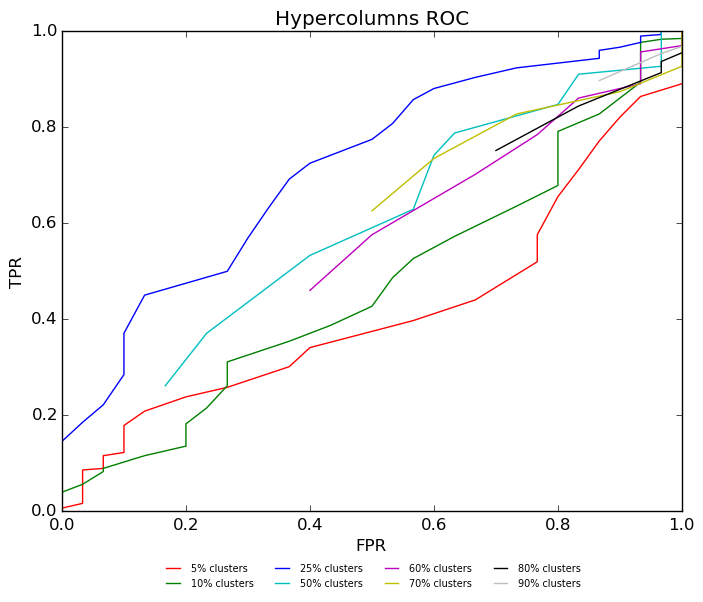 Hypercolumns ROC
1.0
0.8
0.6
TPR
0.4
0.2
0.0
0.0 0.2 0.4 0.6 0.8 1.0
FPR
5% clusters 25% clusters 60% clusters 80% clusters
10% clusters 50% clusters 70% clusters 90% clusters